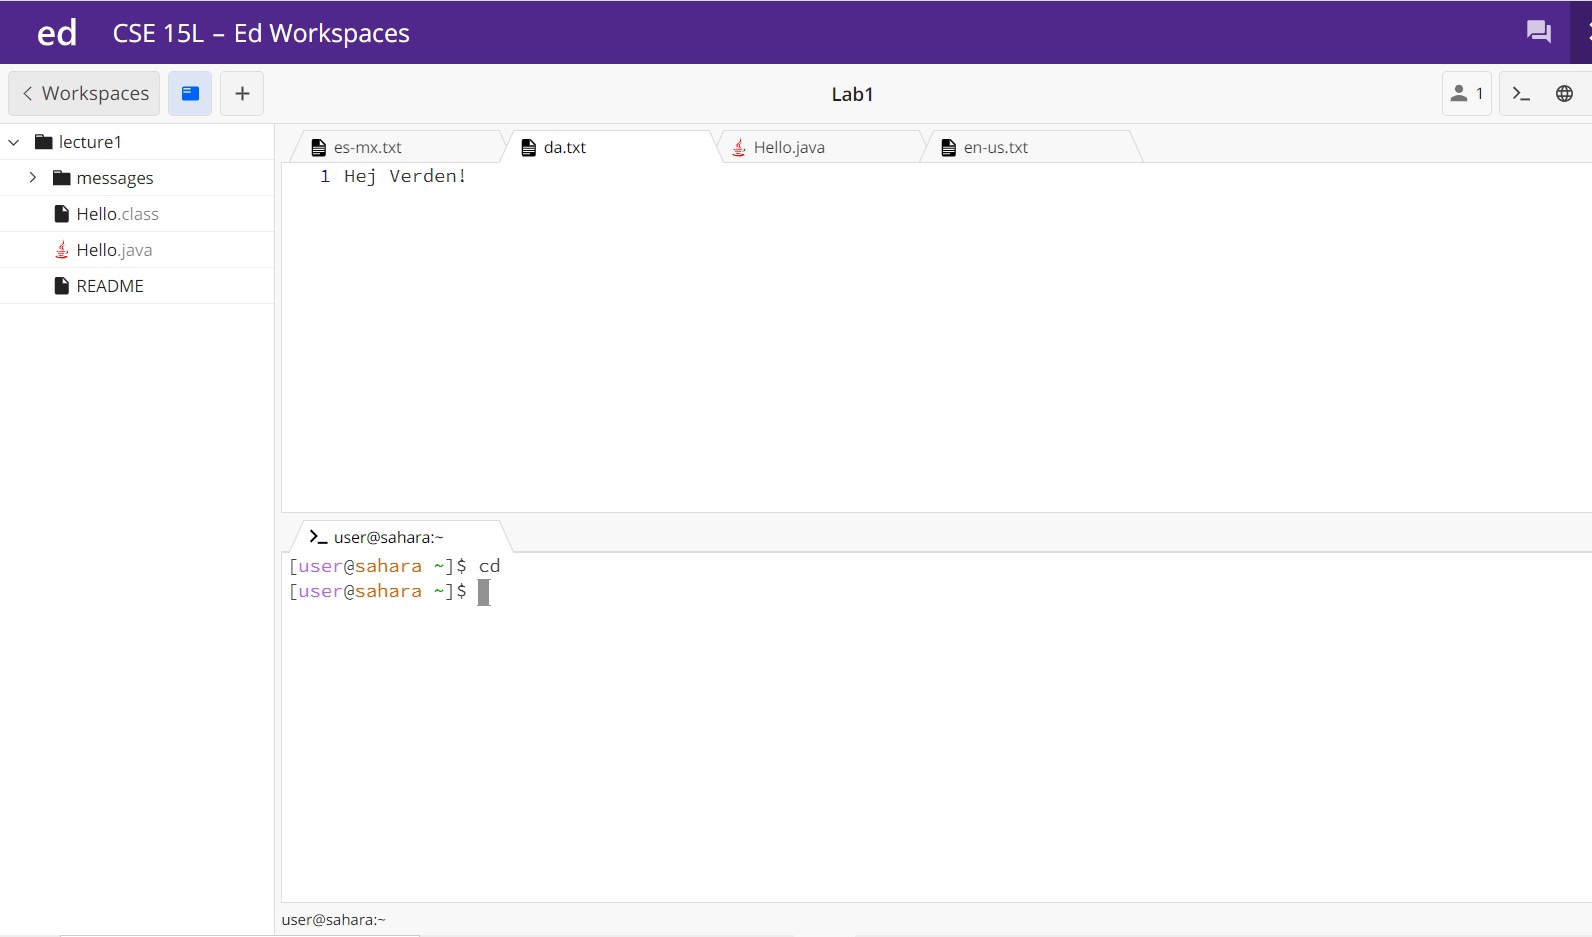 ed CSE 15L – Ed Workspaces
Workspaces
Lab1
1
lecture1
messages
Hello.class
Hello.java
README
es-mx.txt
da.txt
Hello.java
en-us.txt
1 Hej Verden!
user@sahara:~
[user@sahara ~]$ cd
[user@sahara ~]$
user@sahara:~